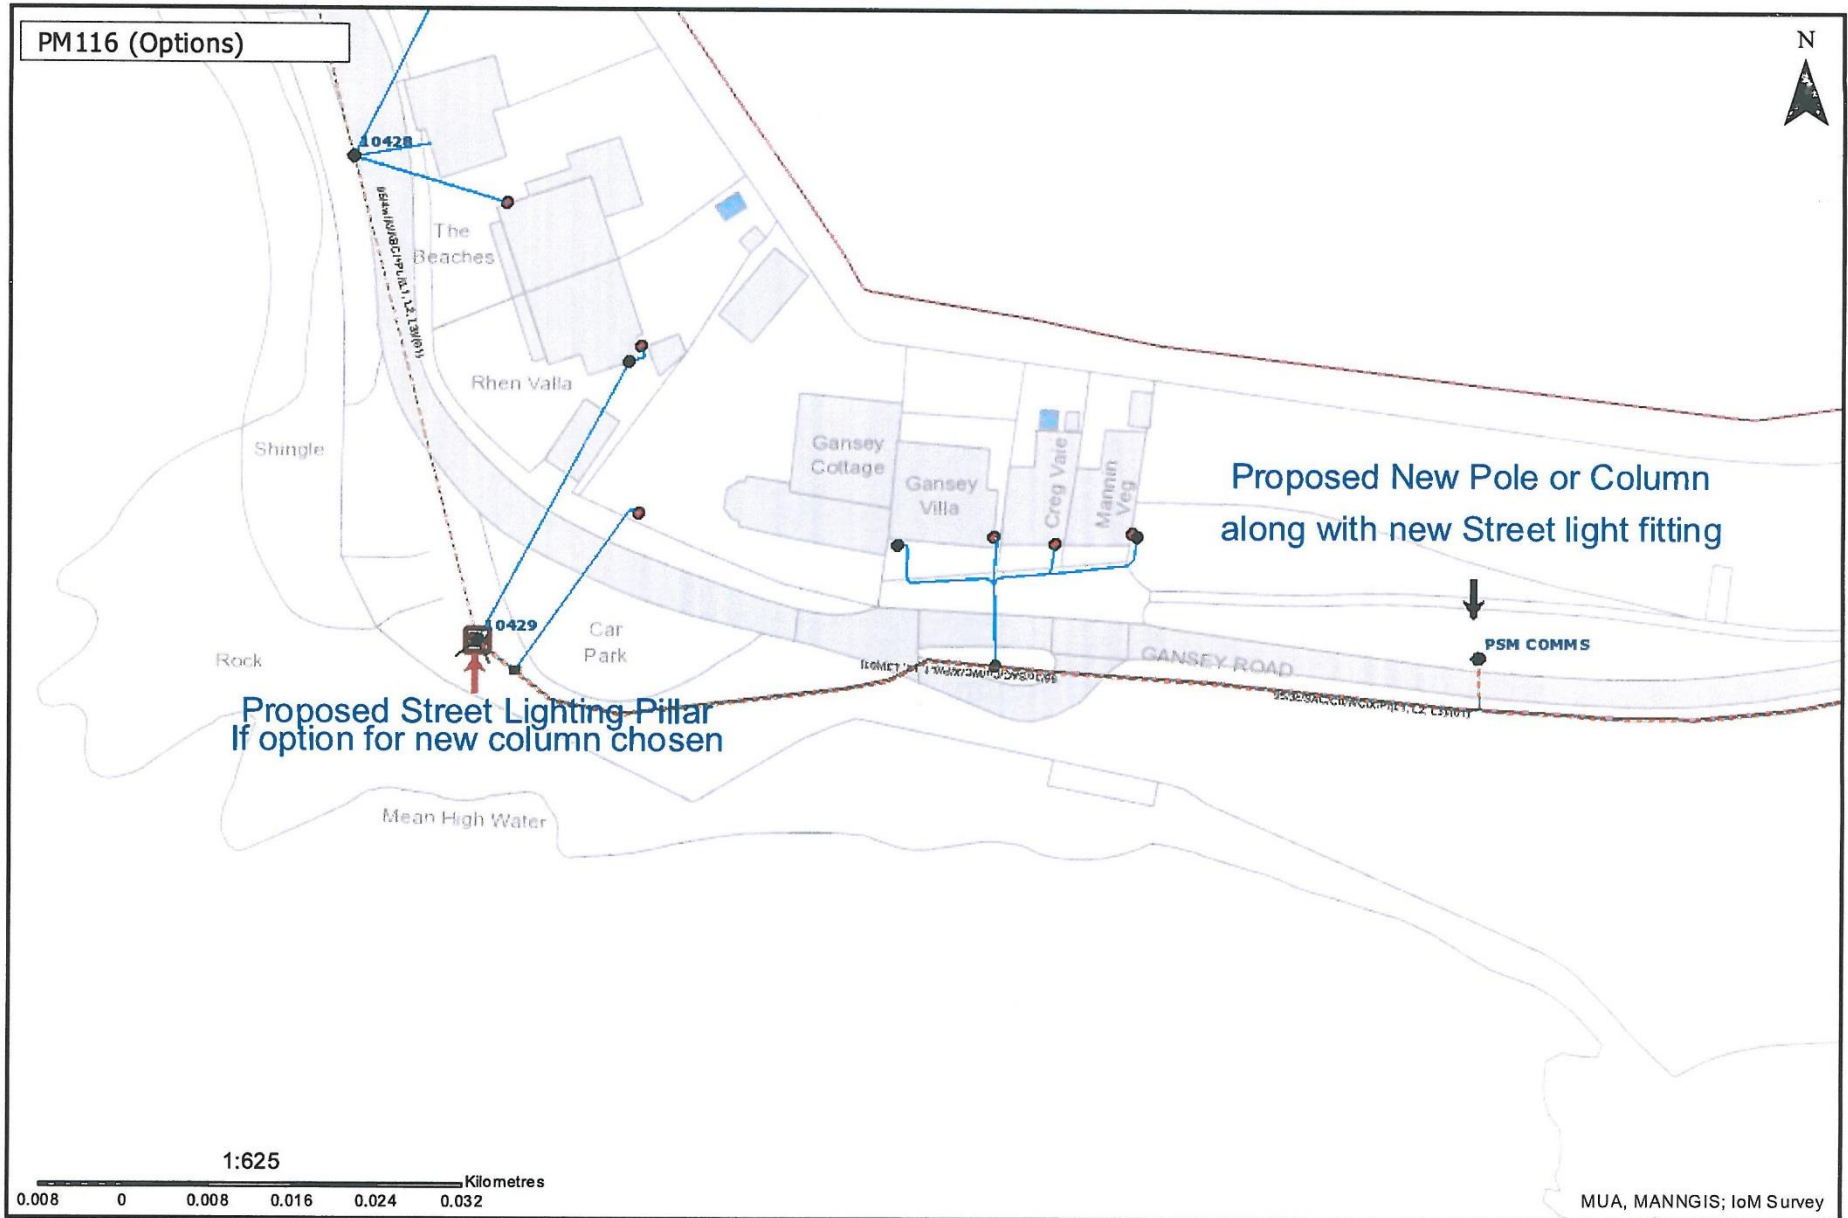 PM116 (Options)
N
10428
The
Beaches
Rhen Valla
Shingle
Gansey
Cottage
Gansey
Villa
Creg Vale
Mannin
Veg
Proposed New Pole or Column
along with new Street light fitting
10429
Car
Park
PSM COMMS
GANSEY ROAD
Rock
Proposed Street Lighting Pillar
If option for new column chosen
Mean High Water
1:625
Kilometres
0.008 0 0.008 0.016 0.024 0.032
MUA, MANNGIS; IoM Survey